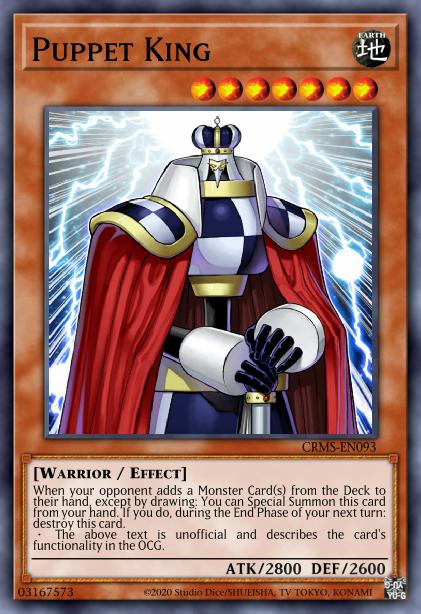 PUPPET KING
EARTH
地
CRMS-EN093
[WARRIOR / EFFECT]
When your opponent adds a Monster Card(s) from the Deck to
their hand, except by drawing: You can Special Summon this card
from your hand. If you do, during the End Phase of your next turn:
destroy this card.
· The above text is unofficial and describes the card's
functionality in the OCG.
ATK/2800 DEF/2600
03167573
©2020 Studio Dice/SHUEISHA, TV TOKYO, KONAMI